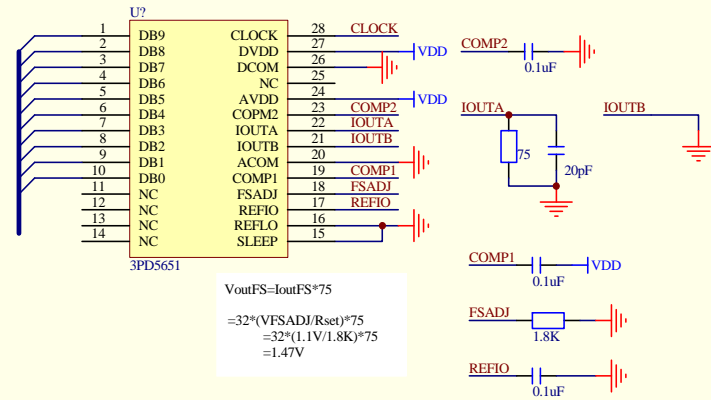 U?
1 DB9 CLOCK 28 CLOCK
2 DB8 DVDD 27 VDD
3 DB7 DCOM 26
4 DB6 NC 25
5 DB5 AVDD 24 VDD
6 DB4 COPM2 23 COMP2
7 DB3 IOUTA 22 IOUTA
8 DB2 IOUTB 21 IOUTB
9 DB1 ACOM 20
10 DB0 COMP1 19 COMP1
11 NC FSADJ 18 FSADJ
12 NC REFIO 17 REFIO
13 NC REFLO 16
14 NC SLEEP 15
3PD5651
COMP2
0.1uF
IOUTA
75
20pF
IOUTB
COMP1
VDD
0.1uF
FSADJ
1.8K
REFIO
0.1uF
VoutFS=IoutFS*75
=32*(VFSADJ/Rset)*75
=32*(1.1V/1.8K)*75
=1.47V